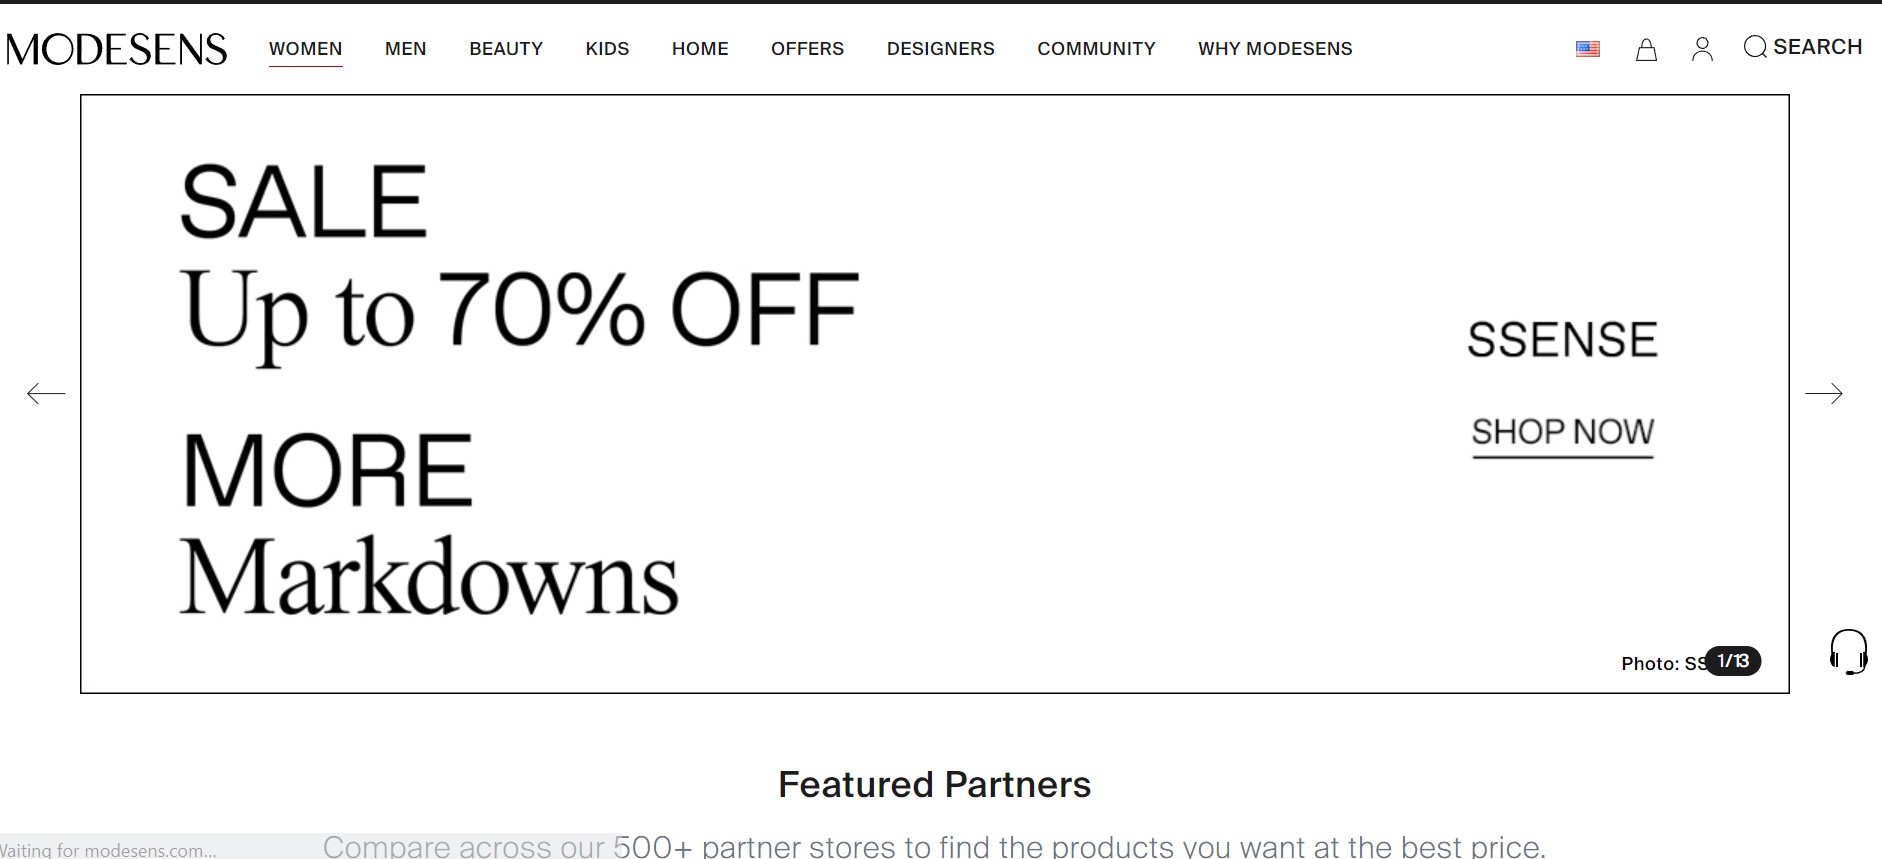 MODESENS WOMEN MEN BEAUTY KIDS HOME OFFERS DESIGNERS COMMUNITY WHY MODESENS SEARCH
SALE
Up to 70% OFF
MORE
Markdowns
SSENSE
SHOP NOW
Photo: SS
1/13
Featured Partners
Compare across our 500+ partner stores to find the products you want at the best price.
Waiting for modesens.com...